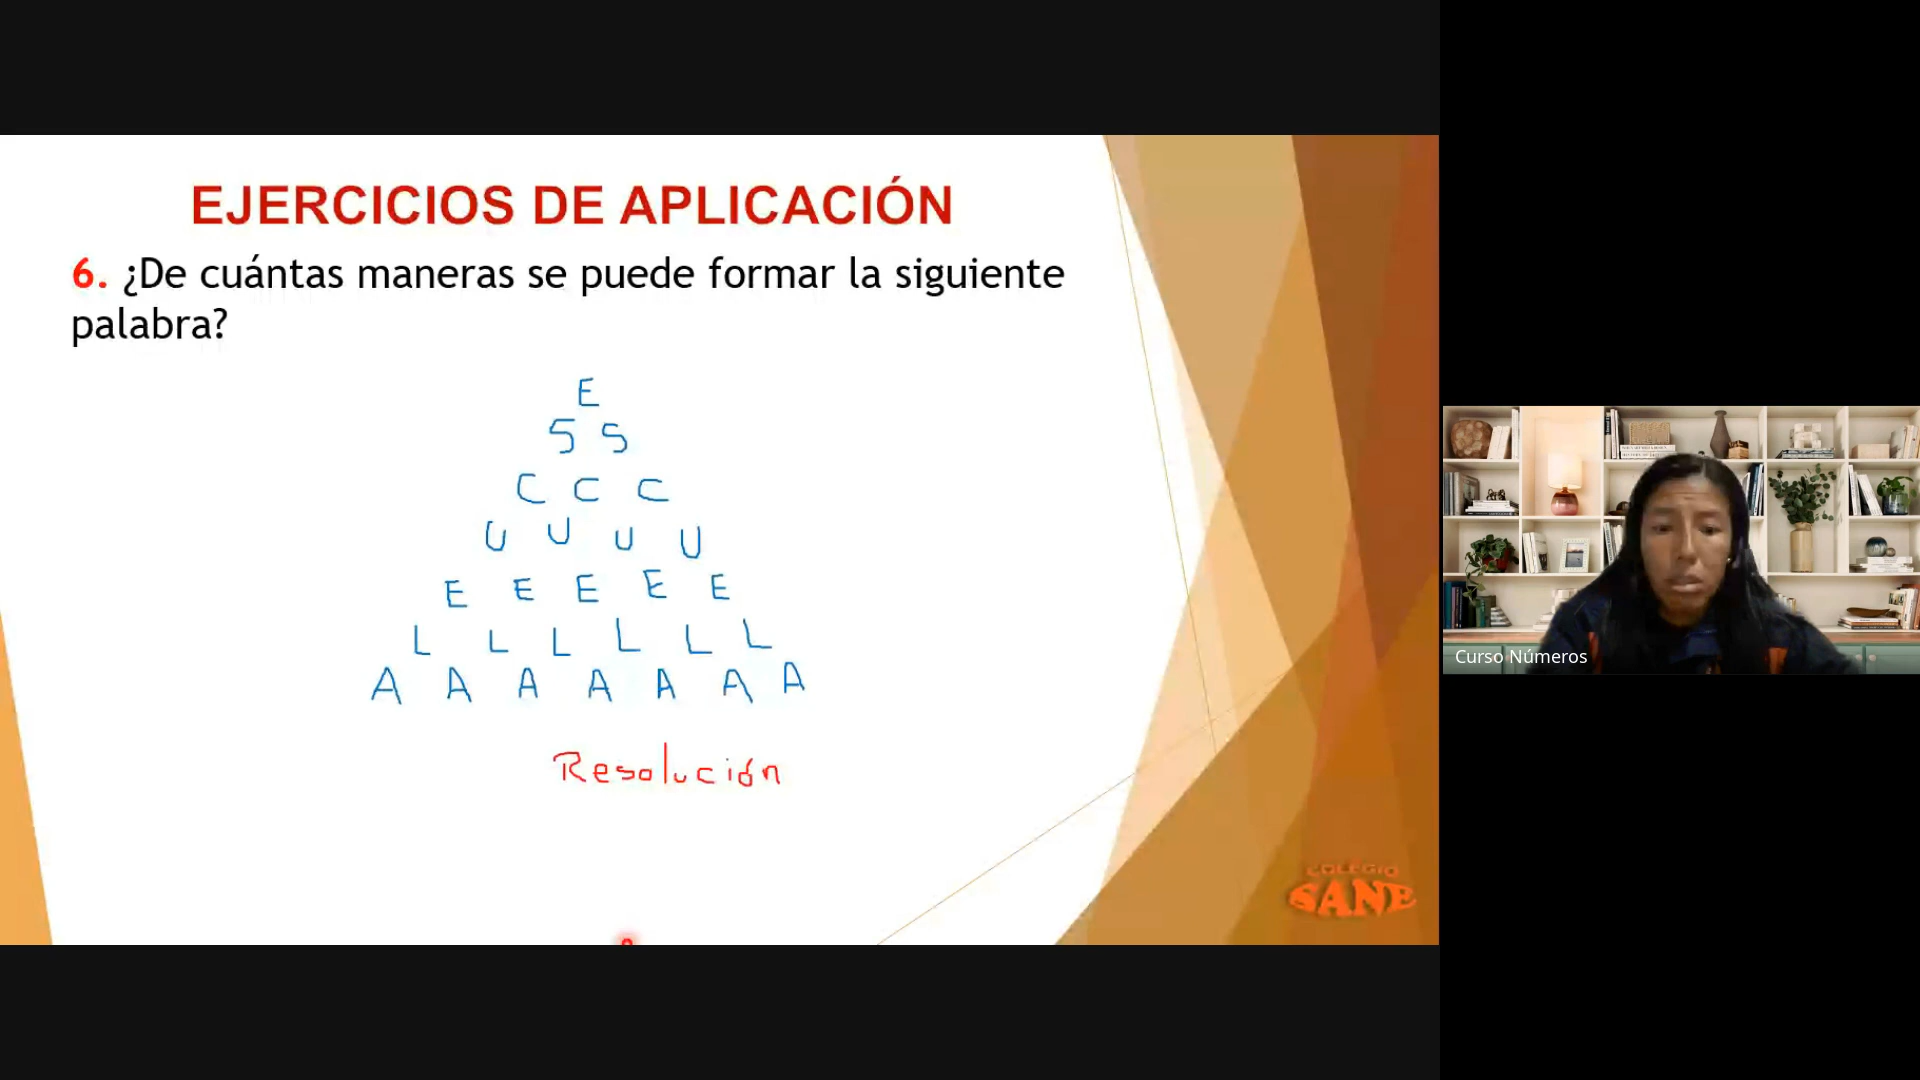 EJERCICIOS DE APLICACIÓN
6. ¿De cuántas maneras se puede formar la siguiente
palabra?
E
S S
C C C
U U U U
E E E E E
L L L L L L
A A A A A A A
Resolución
COLEGIO
SANE
Curso Números